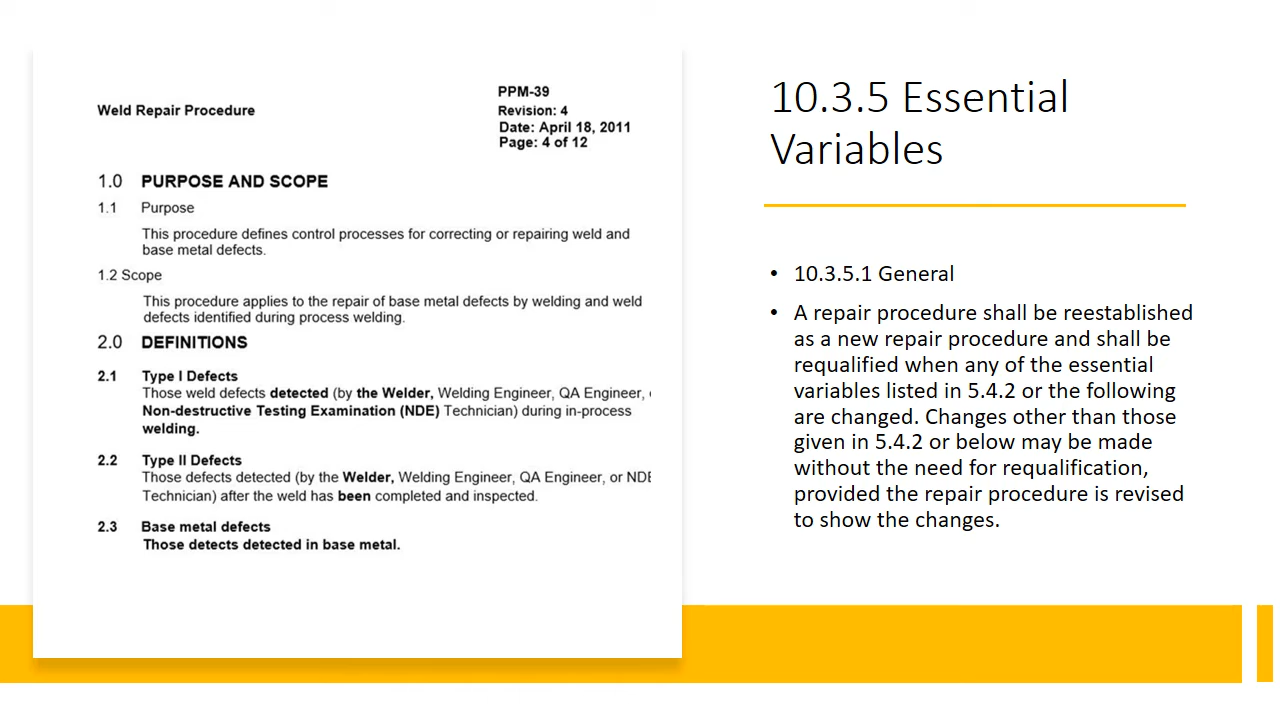 Weld Repair Procedure
PPM-39
Revision: 4
Date: April 18, 2011
Page: 4 of 12
1.0 PURPOSE AND SCOPE
1.1 Purpose
This procedure defines control processes for correcting or repairing weld and
base metal defects.
1.2 Scope
This procedure applies to the repair of base metal defects by welding and weld
defects identified during process welding.
2.0 DEFINITIONS
2.1 Type I Defects
Those weld defects detected (by the Welder, Welding Engineer, QA Engineer,
Non-destructive Testing Examination (NDE) Technician) during in-process
welding.
2.2 Type II Defects
Those defects detected (by the Welder, Welding Engineer, QA Engineer, or NDE
Technician) after the weld has been completed and inspected.
2.3 Base metal defects
Those detects detected in base metal.
10.3.5 Essential
Variables
• 10.3.5.1 General
• A repair procedure shall be reestablished
as a new repair procedure and shall be
requalified when any of the essential
variables listed in 5.4.2 or the following
are changed. Changes other than those
given in 5.4.2 or below may be made
without the need for requalification,
provided the repair procedure is revised
to show the changes.